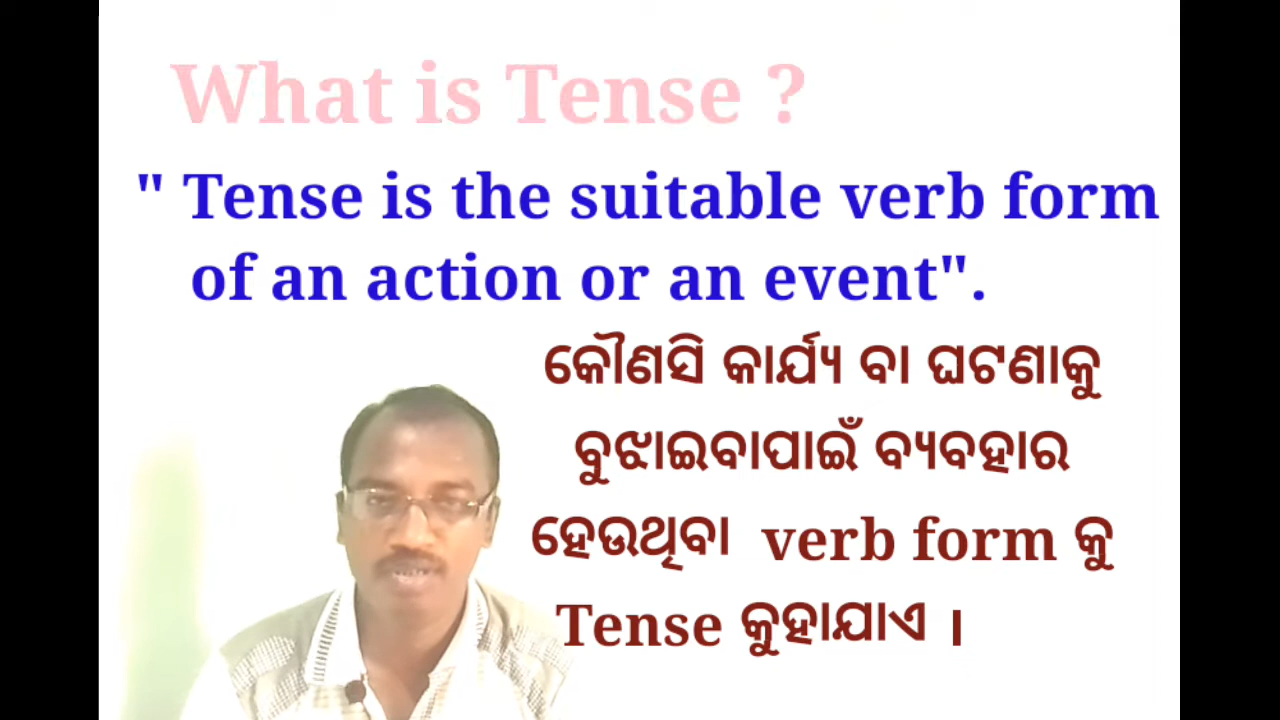 What is Tense ?
" Tense is the suitable verb form
of an action or an event".
କୌଣସି କାର୍ଯ୍ୟ ବା ଘଟଣାକୁ
ବୁଝାଇବାପାଇଁ ବ୍ୟବହାର
ହେଉଥିବା verb form କୁ
Tense କୁହାଯାଏ ।